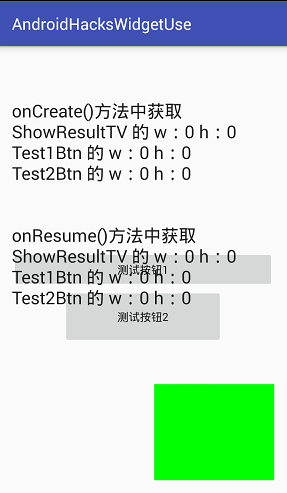 AndroidHacksWidgetUse
onCreate()方法中获取
ShowResultTV 的 w：0 h：0
Test1Btn 的 w：0 h：0
Test2Btn 的 w：0 h：0
onResume()方法中获取
ShowResultTV 的 w：0 h：0
测试按钮1
Test1Btn 的 w：0 h：0
Test2Btn 的 w：0 h：0
测试按钮2